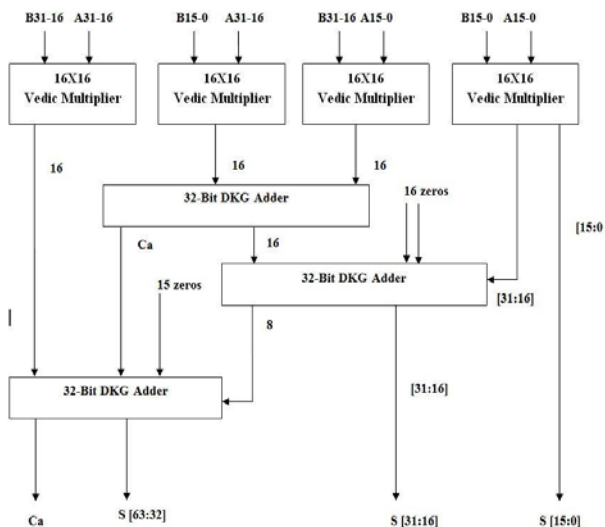 B31-16 A31-16 B15-0 A31-16 B31-16 A15-0 B15-0 A15-0
16X16 Vedic Multiplier
16X16 Vedic Multiplier
16X16 Vedic Multiplier
16X16 Vedic Multiplier
16
16
16
32-Bit DKG Adder
16 zeros
[15:0
Ca
16
32-Bit DKG Adder
15 zeros
[31:16]
8
32-Bit DKG Adder
[31:16]
Ca
S [63:32]
S [31:16]
S [15:0]